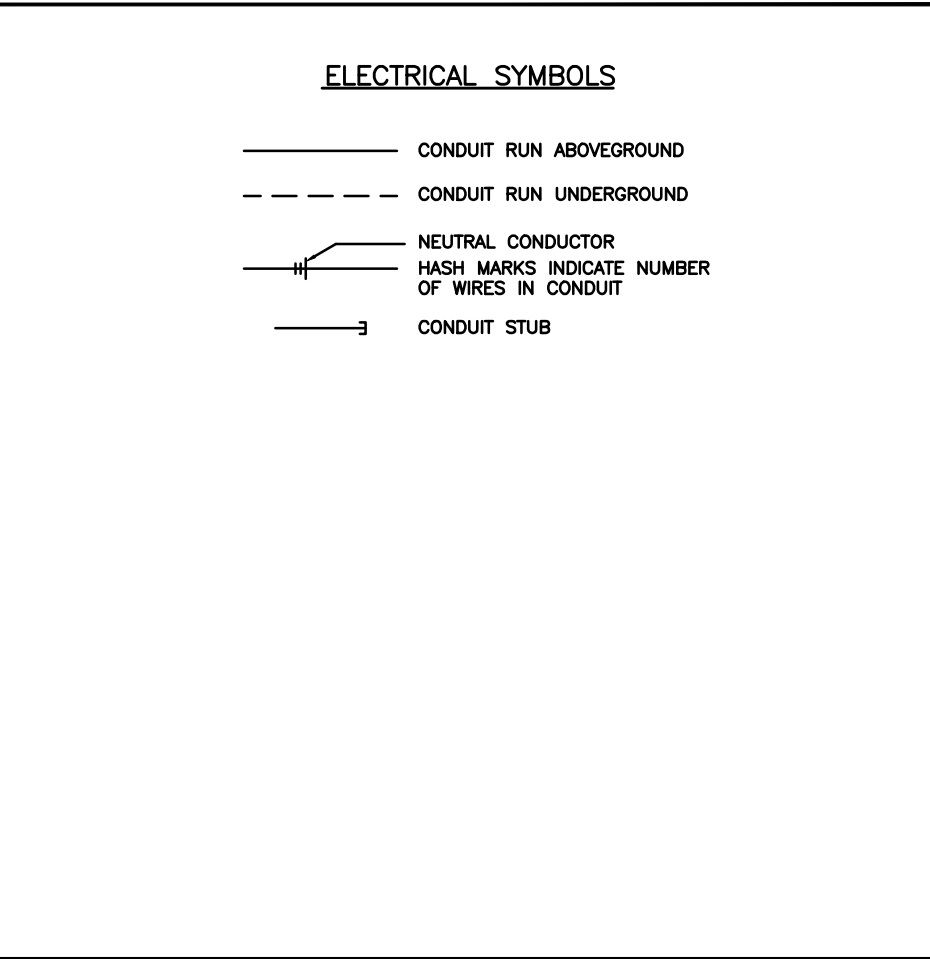 ELECTRICAL SYMBOLS
CONDUIT RUN ABOVEGROUND
CONDUIT RUN UNDERGROUND
NEUTRAL CONDUCTOR
HASH MARKS INDICATE NUMBER
OF WIRES IN CONDUIT
CONDUIT STUB